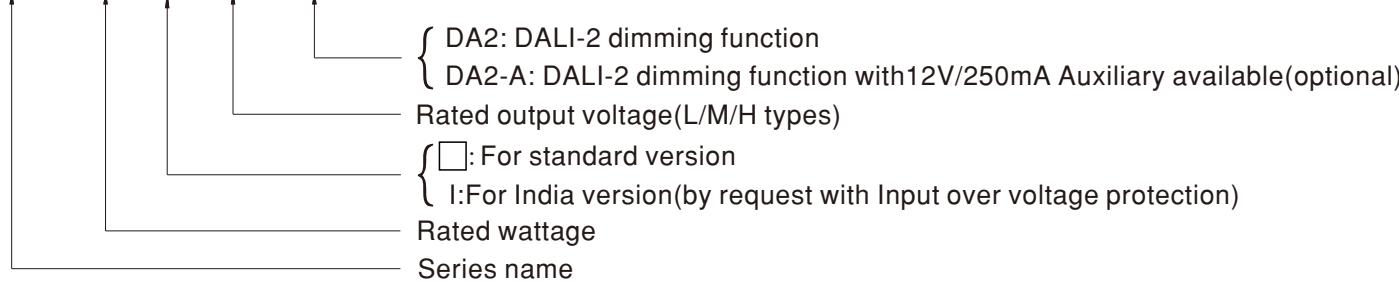 DA2: DALI-2 dimming function
DA2-A: DALI-2 dimming function with12V/250mA Auxiliary available(optional)
Rated output voltage(L/M/H types)
□: For standard version
I:For India version(by request with Input over voltage protection)
Rated wattage
Series name